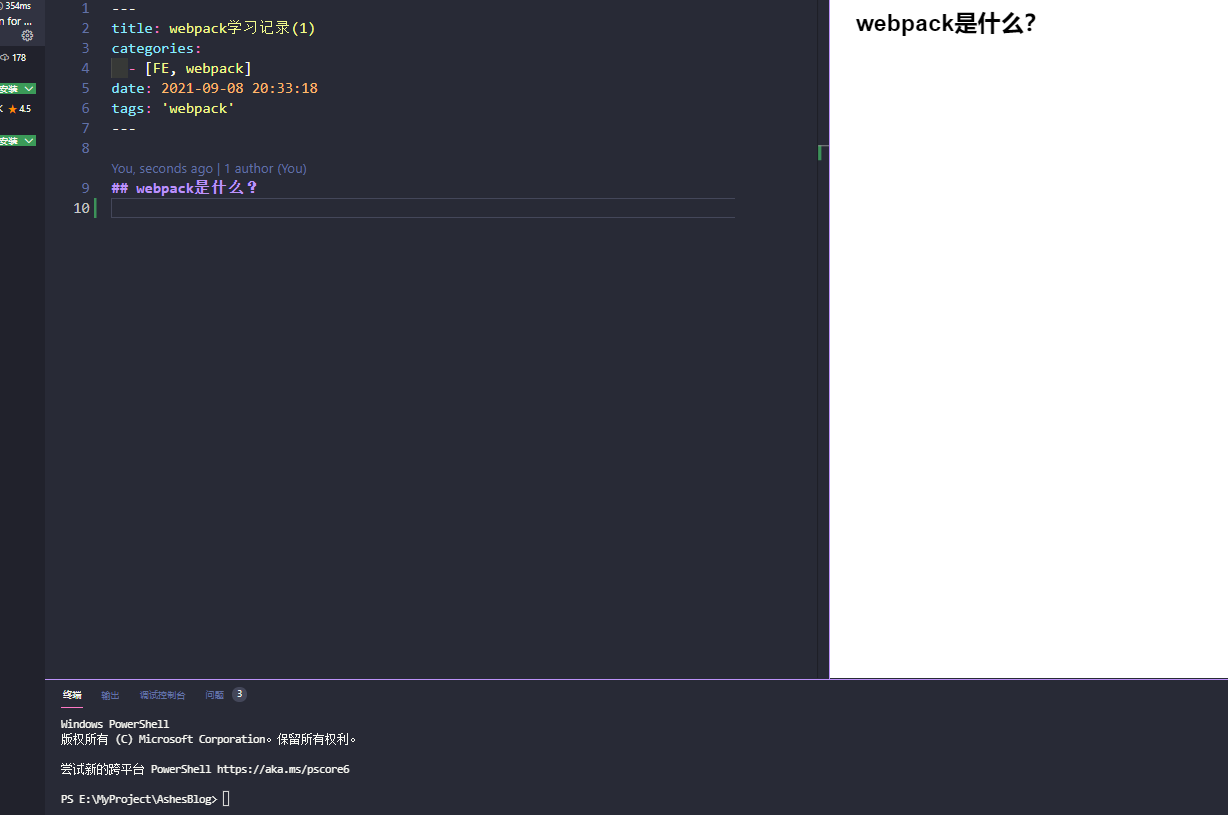 354ms
n for ...
178
安装
4.5
安装
1 ---
2 title: webpack学习记录(1)
3 categories:
4 - [FE, webpack]
5 date: 2021-09-08 20:33:18
6 tags: 'webpack'
7 ---
8
You, seconds ago | 1 author (You)
9 ## webpack是什么？
10
webpack是什么？
终端 输出 调试控制台 问题 3
Windows PowerShell
版权所有 (C) Microsoft Corporation。保留所有权利。
尝试新的跨平台 PowerShell https://aka.ms/pscore6
PS E:\MyProject\AshesBlog>